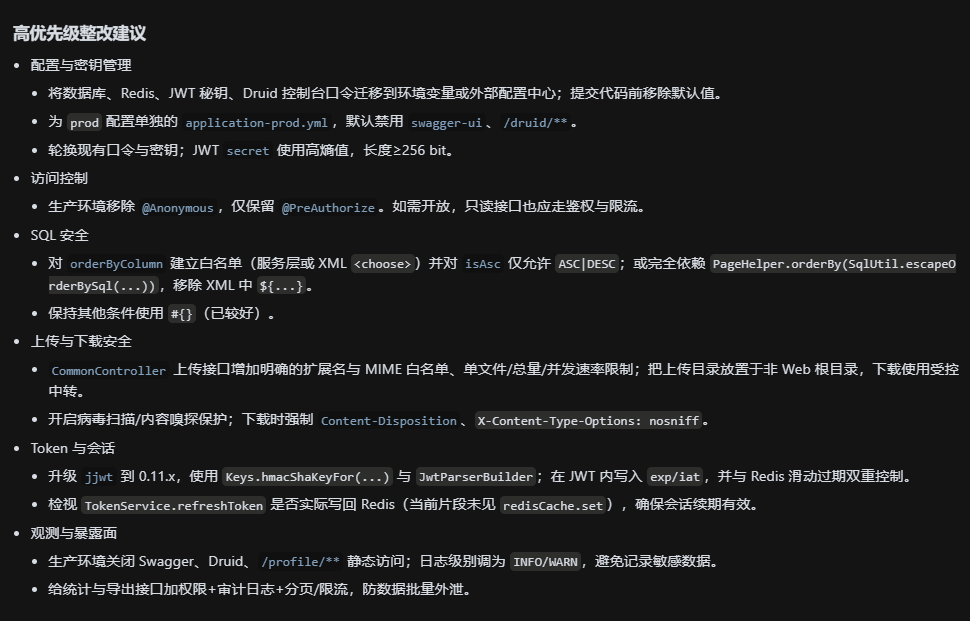 高优先级整改建议
• 配置与密钥管理
• 将数据库、Redis、JWT 秘钥、Druid 控制台口令迁移到环境变量或外部配置中心；提交代码前移除默认值。
• 为 prod 配置单独的 application-prod.yml，默认禁用 swagger-ui、/druid/**。
• 轮换现有口令与密钥；JWT secret 使用高熵值，长度≥256 bit。
• 访问控制
• 生产环境移除 @Anonymous，仅保留 @PreAuthorize。如需开放，只读接口也应走鉴权与限流。
• SQL 安全
• 对 orderByColumn 建立白名单（服务层或 XML <choose>）并对 isAsc 仅允许 ASC|DESC；或完全依赖 PageHelper.orderBy(SqlUtil.escapeO
rderBySql(...))，移除 XML 中 ${...}。
• 保持其他条件使用 #{}（已较好）。
• 上传与下载安全
• CommonController 上传接口增加明确的扩展名与 MIME 白名单、单文件/总量/并发速率限制；把上传目录放置于非 Web 根目录，下载使用受控
中转。
• 开启病毒扫描/内容嗅探保护；下载时强制 Content-Disposition、X-Content-Type-Options: nosniff。
• Token 与会话
• 升级 jjwt 到 0.11.x，使用 Keys.hmacShaKeyFor(...) 与 JwtParserBuilder；在 JWT 内写入 exp/iat，并与 Redis 滑动过期双重控制。
• 检视 TokenService.refreshToken 是否实际写回 Redis（当前片段未见 redisCache.set），确保会话续期有效。
• 观测与暴露面
• 生产环境关闭 Swagger、Druid、/profile/** 静态访问；日志级别调为 INFO/WARN，避免记录敏感数据。
• 给统计与导出接口加权限+审计日志+分页/限流，防数据批量外泄。